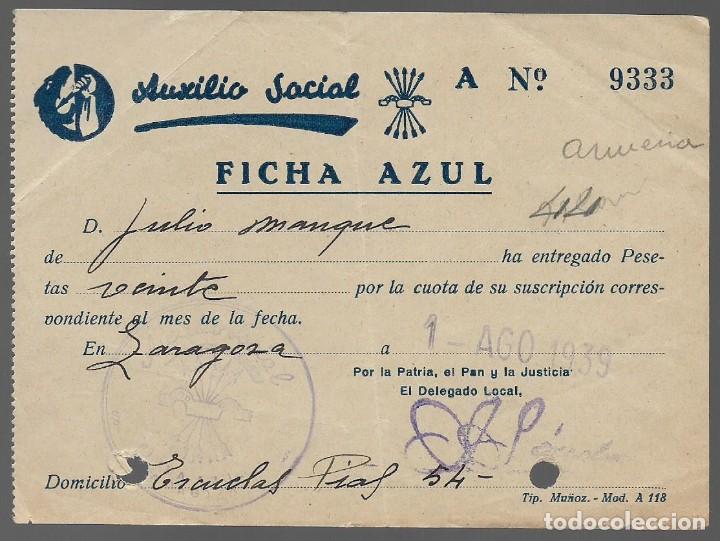 Auxilio Social A Nº 9333
FICHA AZUL
D. Julio Manque
de ha entregado Pese-
tas veinte por la cuota de su suscripción corres-
pondiente al mes de la fecha.
En Zaragoza a 1 - AGO 1939
Por la Patria, el Pan y la Justicia
El Delegado Local,
Domicilio Escuelas Pias 54-
Tip. Muñoz. - Mod. A 118
todocoleccion